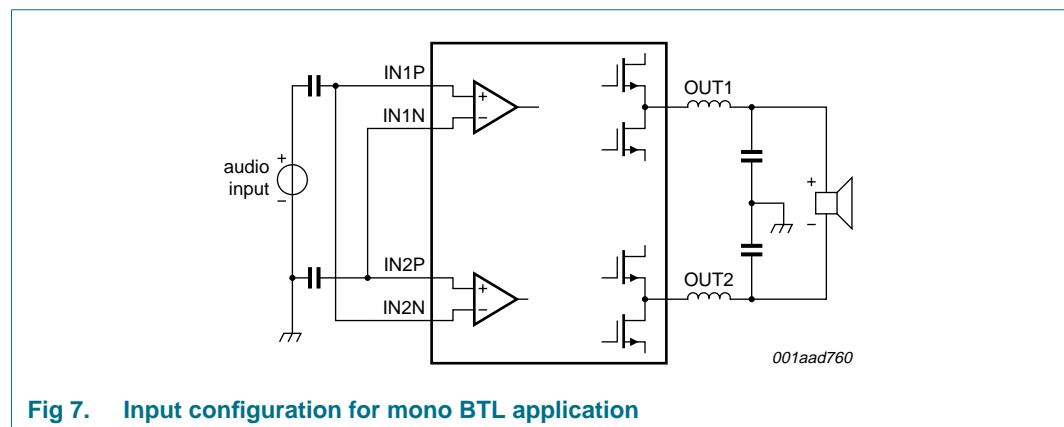 IN1P
OUT1
+
−
IN1N
audio
input
+
−
+
−
IN2P
OUT2
+
−
IN2N
001aad760
Fig 7. Input configuration for mono BTL application